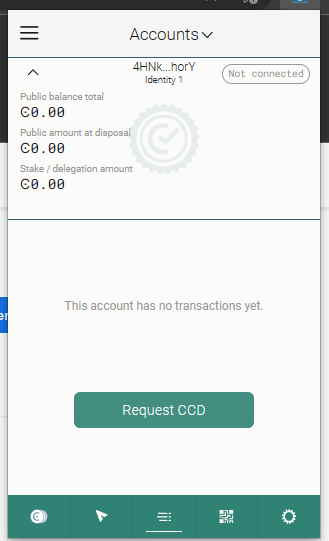 Accounts
4HNk...horY
Identity 1
Not connected
Public balance total
Ͼ0.00
Public amount at disposal
Ͼ0.00
Stake / delegation amount
Ͼ0.00
This account has no transactions yet.
Request CCD